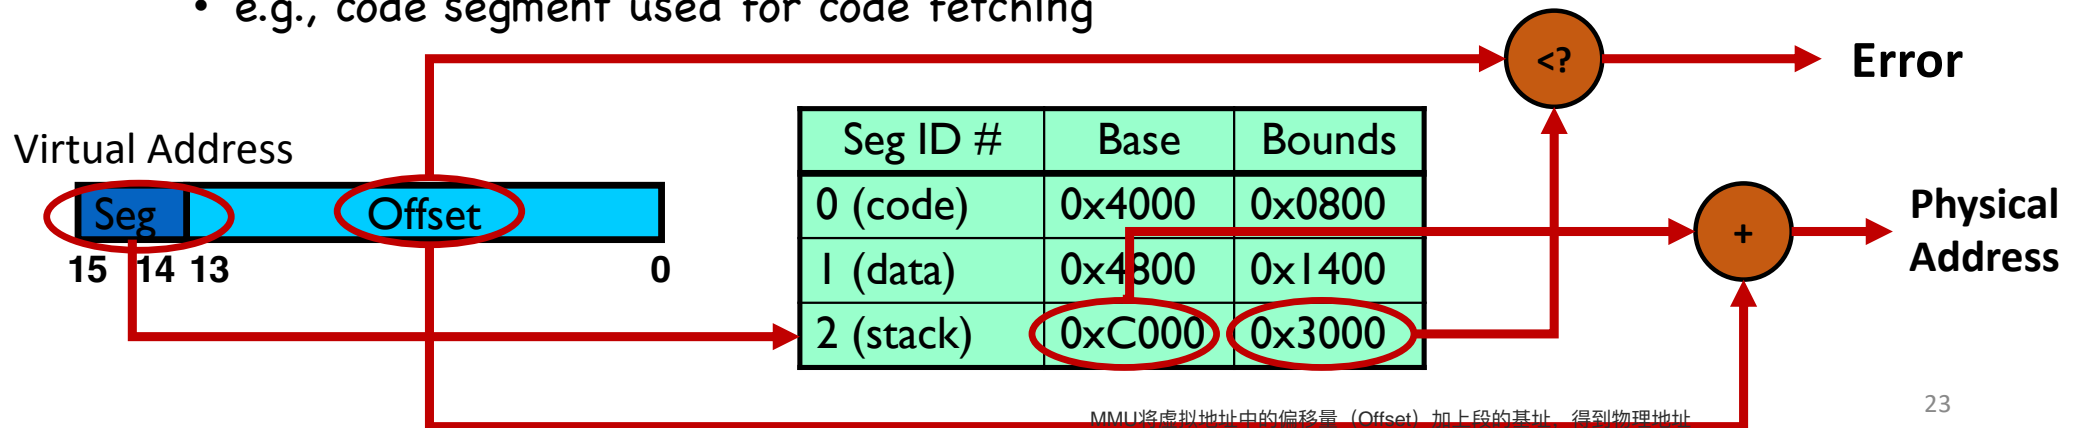 • e.g., code segment used for code fetching
<?
Error
Virtual Address
Seg
Offset
15 14 13 0
Seg ID # Base Bounds
0 (code) 0x4000 0x0800
1 (data) 0x4800 0x1400
2 (stack) 0xC000 0x3000
+
Physical
Address
MMU将虚拟地址中的偏移量（Offset）加上段的基址，得到物理地址
23